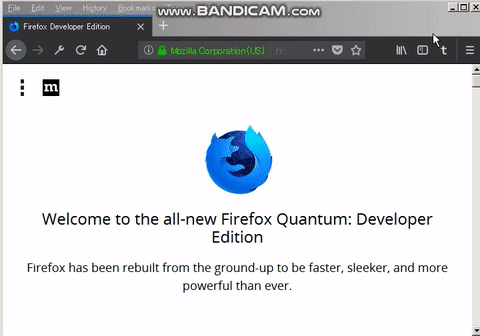 www.BANDICAM.com
File Edit View History Bookmarks Tools Help
Firefox Developer Edition
Mozilla Corporation (US)
m
t
Welcome to the all-new Firefox Quantum: Developer
Edition
Firefox has been rebuilt from the ground-up to be faster, sleeker, and more
powerful than ever.